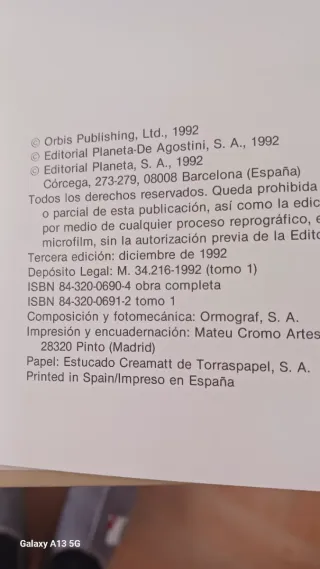 © Orbis Publishing, Ltd., 1992
© Editorial Planeta-De Agostini, S. A., 1992
© Editorial Planeta, S. A., 1992
Córcega, 273-279, 08008 Barcelona (España)
Todos los derechos reservados. Queda prohibida
o parcial de esta publicación, así como la edic
por medio de cualquier proceso reprográfico, e
microfilm, sin la autorización previa de la Edito
Tercera edición: diciembre de 1992
Depósito Legal: M. 34.216-1992 (tomo 1)
ISBN 84-320-0690-4 obra completa
ISBN 84-320-0691-2 tomo 1
Composición y fotomecánica: Ormograf, S. A.
Impresión y encuadernación: Mateu Cromo Artes
28320 Pinto (Madrid)
Papel: Estucado Creamatt de Torraspapel, S. A.
Printed in Spain/Impreso en España
Galaxy A13 5G